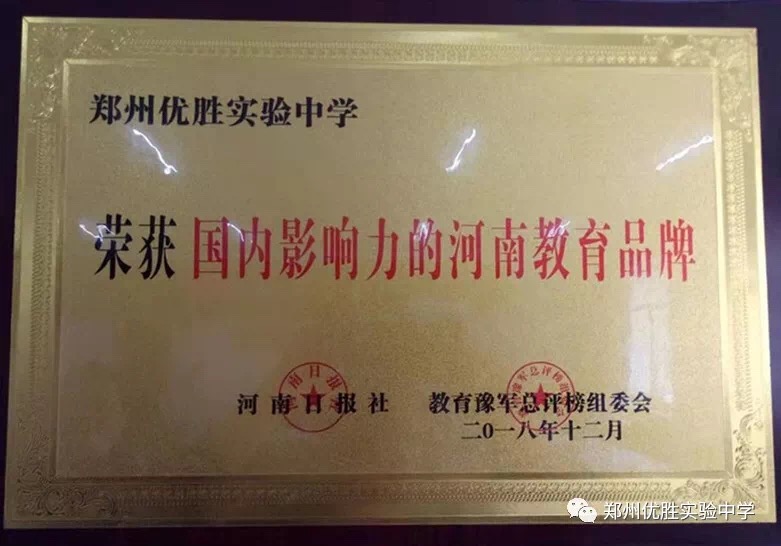 郑州优胜实验中学
荣获 国内影响力的河南教育品牌
河南日报社 教育豫军总评榜组委会
二〇一八年十二月
郑州优胜实验中学